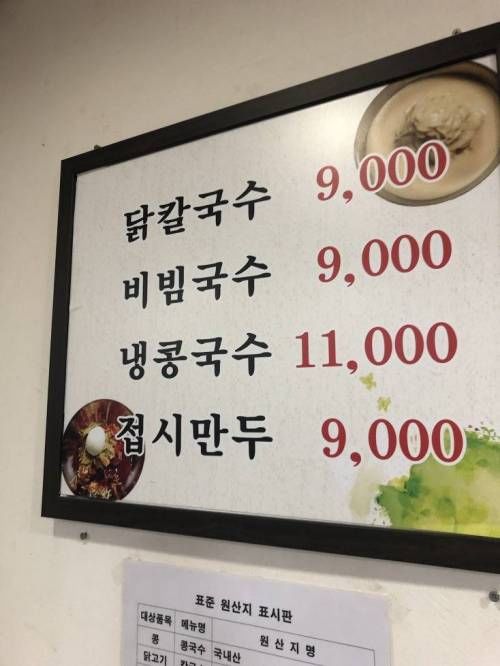 닭칼국수 9,000
비빔국수 9,000
냉콩국수 11,000
접시만두 9,000
표준 원산지 표시판
대상품목 메뉴명 원 산 지 명
콩 콩국수 국내산
닭고기